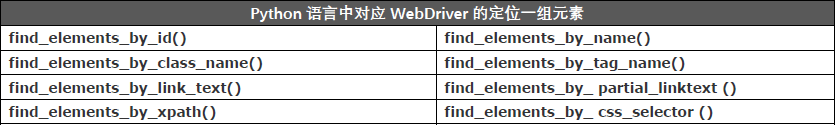 Python 语言中对应 WebDriver 的定位一组元素
find_elements_by_id() find_elements_by_name()
find_elements_by_class_name() find_elements_by_tag_name()
find_elements_by_link_text() find_elements_by_ partial_linktext ()
find_elements_by_xpath() find_elements_by_ css_selector ()